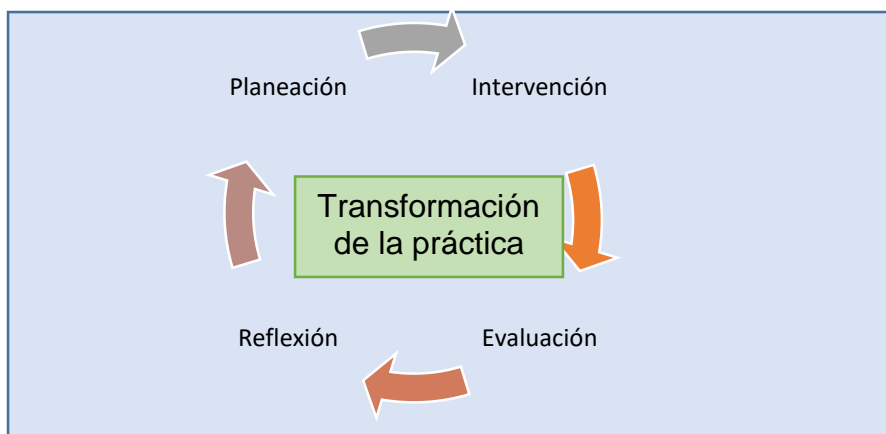 Planeación
Intervención
Transformación
de la práctica
Reflexión
Evaluación